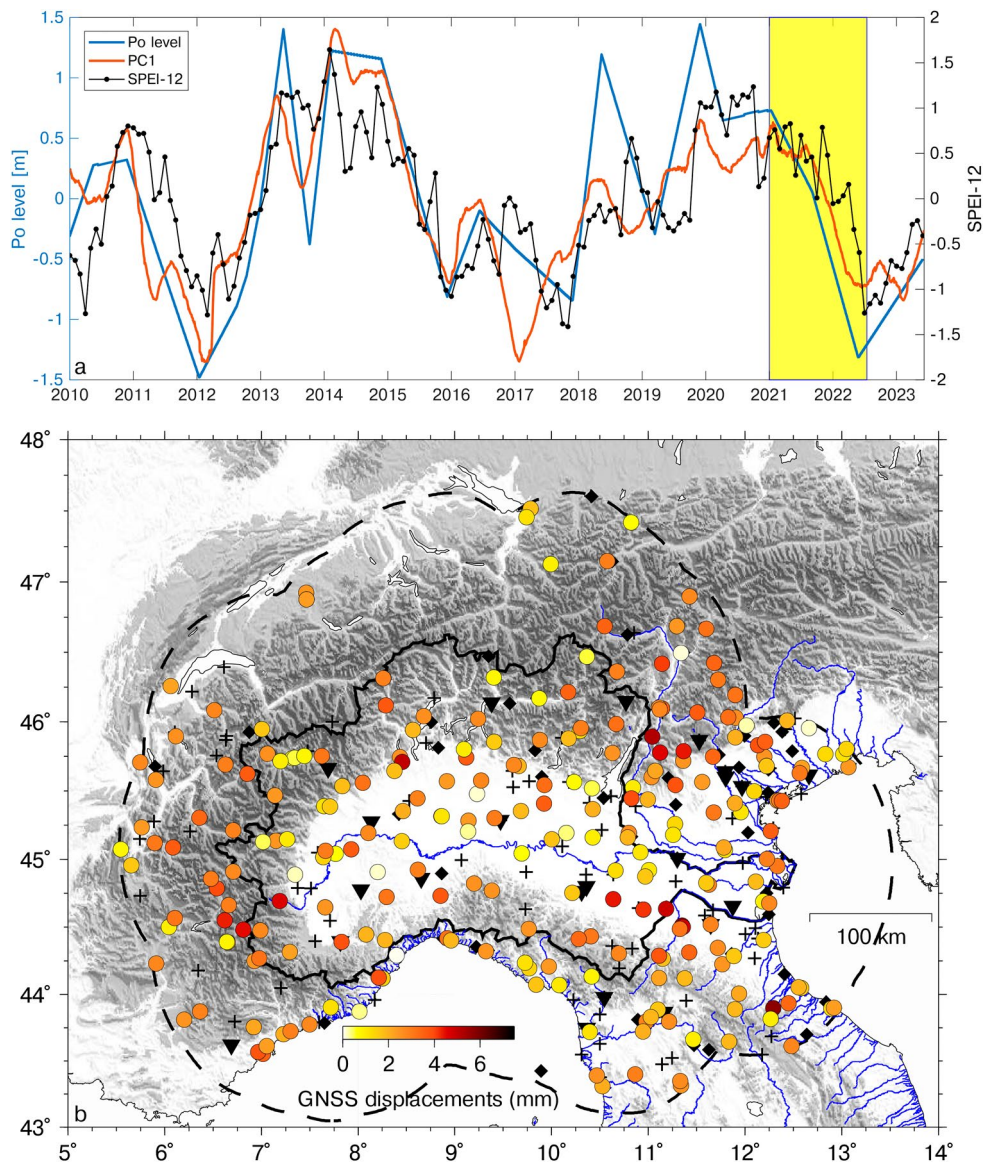 1.5
1
0.5
0
-0.5
-1
-1.5
Po level [m]
Po level
PC1
SPEI-12
a
2
1.5
1
0.5
0
-0.5
-1
-1.5
-2
SPEI-12
2010 2011 2012 2013 2014 2015 2016 2017 2018 2019 2020 2021 2022 2023
48°
47°
46°
45°
44°
43°
100 km
0 2 4 6
GNSS displacements (mm)
b
5° 6° 7° 8° 9° 10° 11° 12° 13° 14°